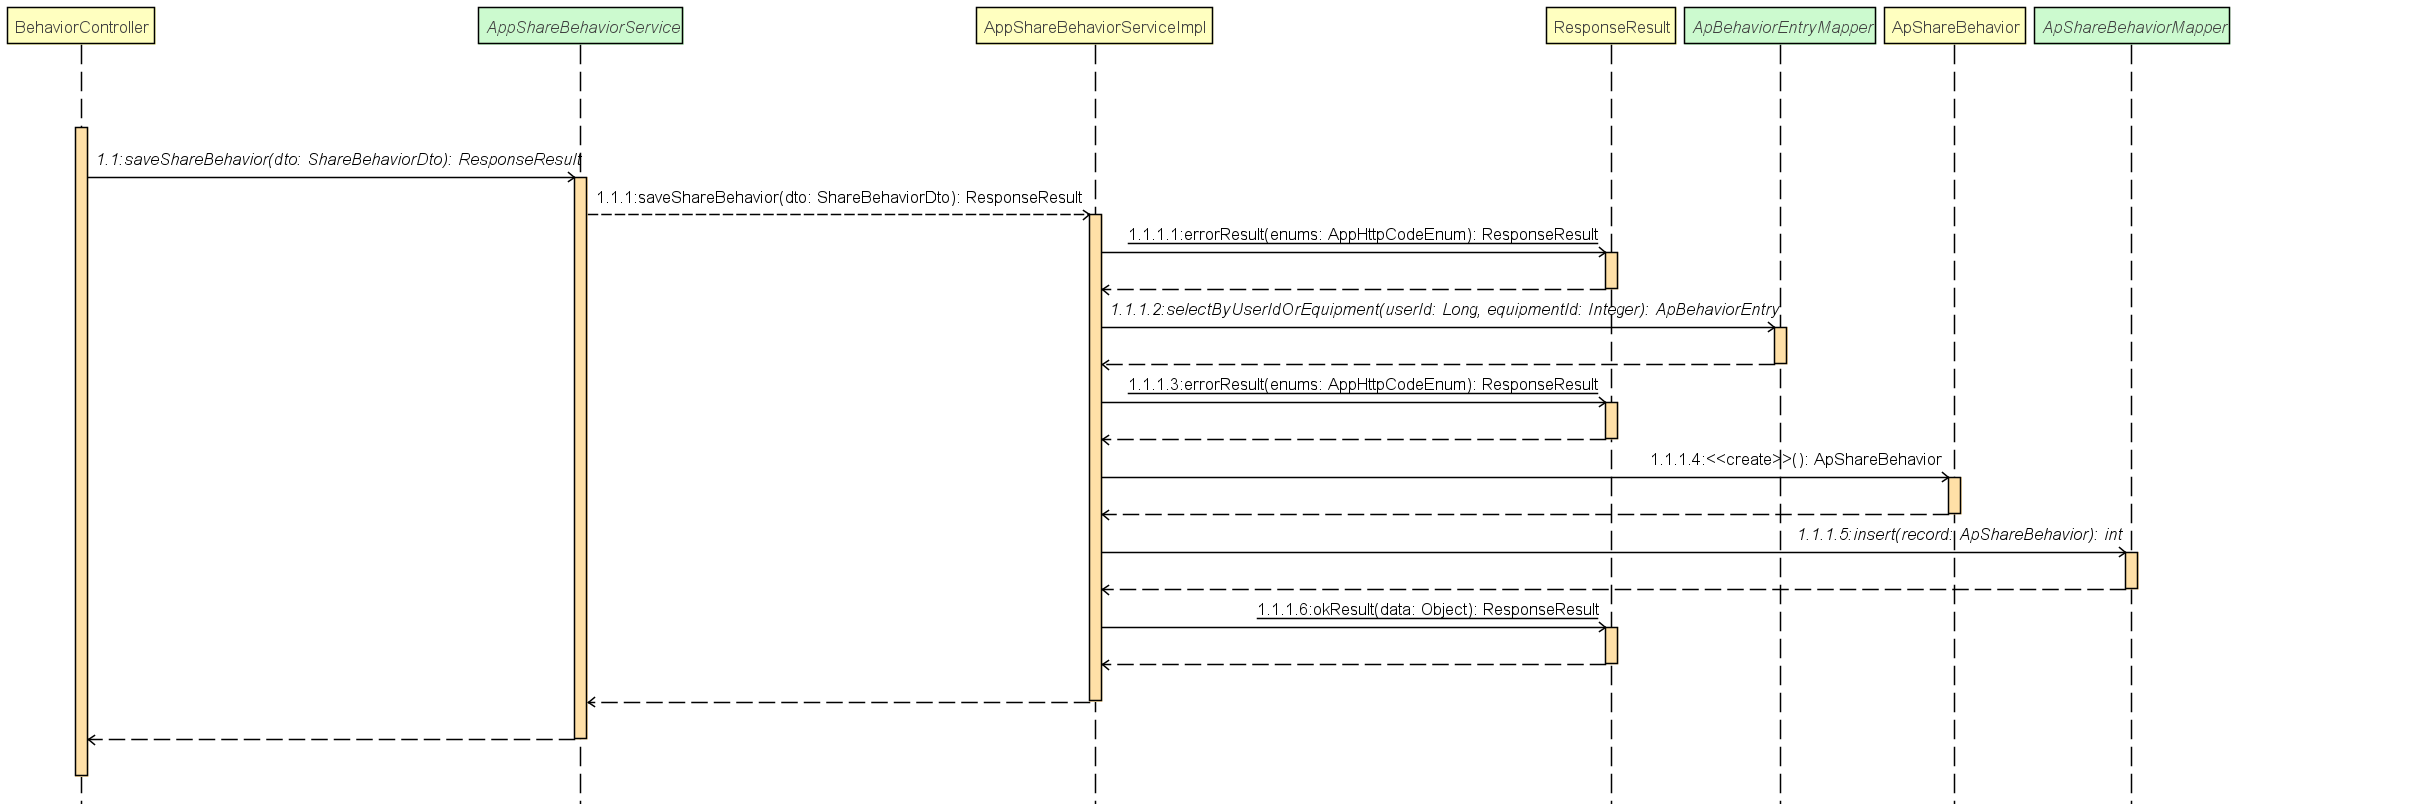 BehaviorController
AppShareBehaviorService
AppShareBehaviorServiceImpl
ResponseResult
ApBehaviorEntryMapper
ApShareBehavior
ApShareBehaviorMapper
1.1:saveShareBehavior(dto: ShareBehaviorDto): ResponseResult
1.1.1:saveShareBehavior(dto: ShareBehaviorDto): ResponseResult
1.1.1.1:errorResult(enums: AppHttpCodeEnum): ResponseResult
1.1.1.2:selectByUserIdOrEquipment(userId: Long, equipmentId: Integer): ApBehaviorEntry
1.1.1.3:errorResult(enums: AppHttpCodeEnum): ResponseResult
1.1.1.4:<<create>>(): ApShareBehavior
1.1.1.5:insert(record: ApShareBehavior): int
1.1.1.6:okResult(data: Object): ResponseResult